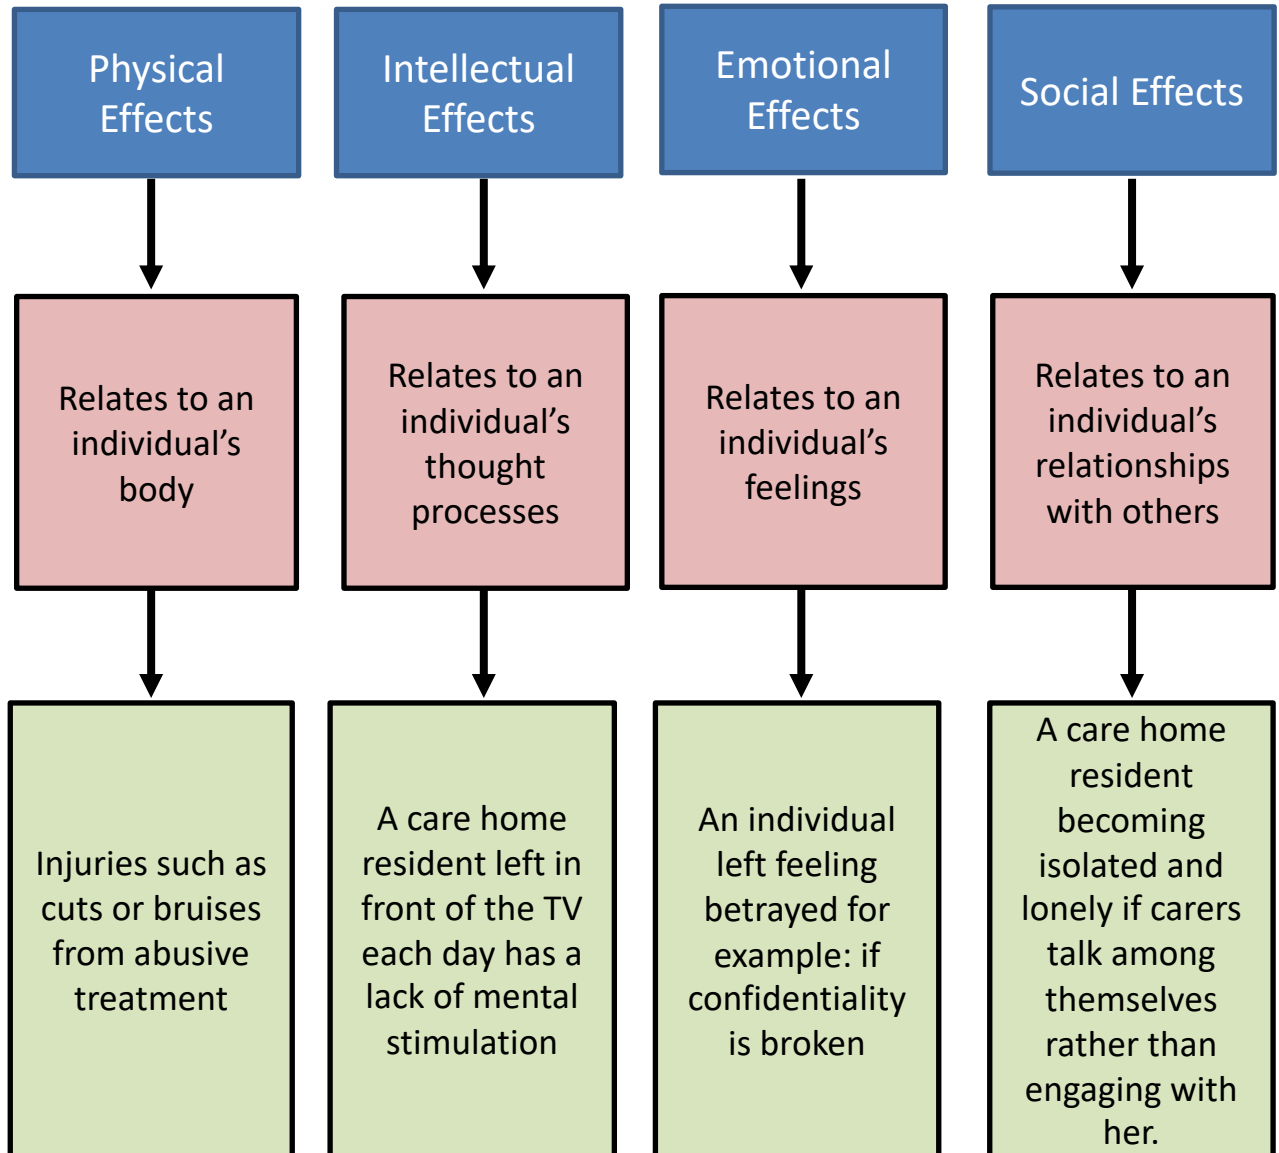 Physical
Effects
Intellectual
Effects
Emotional
Effects
Social Effects
Relates to an
individual’s
body
Relates to an
individual’s
thought
processes
Relates to an
individual’s
feelings
Relates to an
individual’s
relationships
with others
Injuries such as
cuts or bruises
from abusive
treatment
A care home
resident left in
front of the TV
each day has a
lack of mental
stimulation
An individual
left feeling
betrayed for
example: if
confidentiality
is broken
A care home
resident
becoming
isolated and
lonely if carers
talk among
themselves
rather than
engaging with
her.